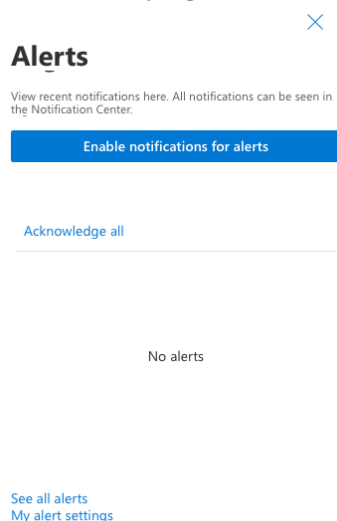 Alerts
View recent notifications here. All notifications can be seen in
the Notification Center.
Enable notifications for alerts
Acknowledge all
No alerts
See all alerts
My alert settings